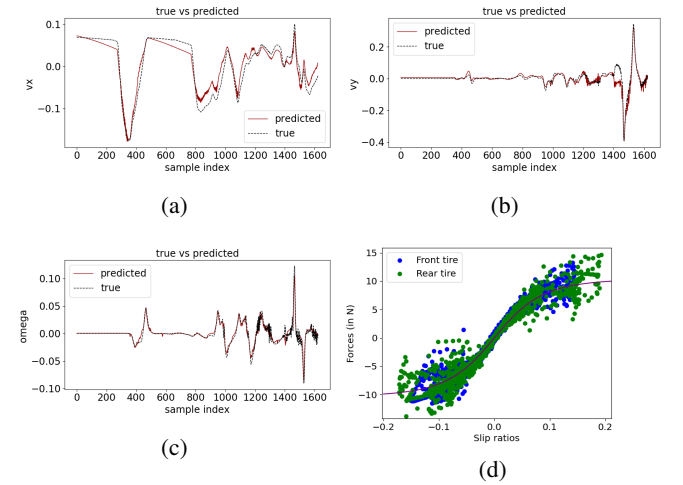 true vs predicted
0.1
0.0
−0.1
vx
predicted
true
0 200 400 600 800 1000 1200 1400 1600
sample index
(a)
true vs predicted
predicted
true
0.2
0.0
−0.2
−0.4
vy
0 200 400 600 800 1000 1200 1400 1600
sample index
(b)
true vs predicted
predicted
true
0.10
0.05
0.00
−0.05
−0.10
omega
0 200 400 600 800 1000 1200 1400 1600
sample index
(c)
Front tire
Rear tire
15
10
5
0
−5
−10
Forces (in N)
−0.2 −0.1 0.0 0.1 0.2
Slip ratios
(d)